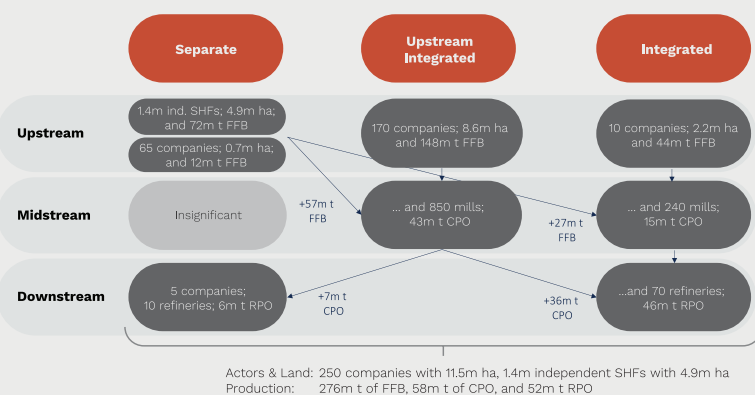 Separate
Upstream
Integrated
Integrated
Upstream
1.4m ind. SHFs; 4.9m ha;
and 72m t FFB
65 companies; 0.7m ha;
and 12m t FFB
170 companies; 8.6m ha
and 148m t FFB
10 companies; 2.2m ha
and 44m t FFB
Midstream
Insignificant
+57m t
FFB
... and 850 mills;
43m t CPO
+27m t
FFB
... and 240 mills;
15m t CPO
Downstream
5 companies;
10 refineries; 6m t RPO
+7m t
CPO
+36m t
CPO
...and 70 refineries;
46m t RPO
Actors & Land: 250 companies with 11.5m ha, 1.4m independent SHFs with 4.9m ha
Production: 276m t of FFB, 58m t of CPO, and 52m t RPO